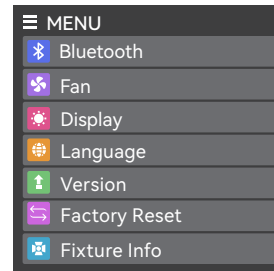 MENU
Bluetooth
Fan
Display
Language
Version
Factory Reset
Fixture Info